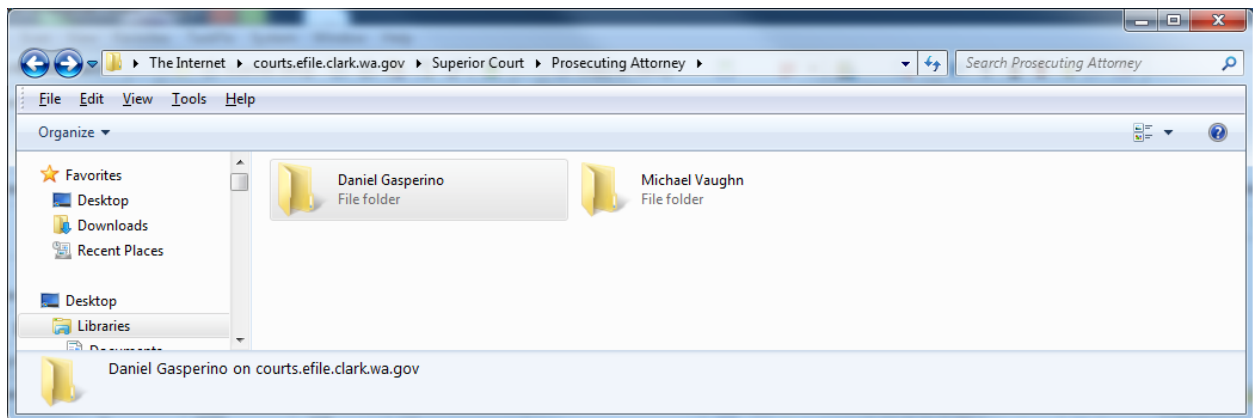 The Internet ▸ courts.efile.clark.wa.gov ▸ Superior Court ▸ Prosecuting Attorney ▸
Search Prosecuting Attorney
File Edit View Tools Help
Organize
Favorites
Desktop
Downloads
Recent Places
Desktop
Libraries
Documents
Daniel Gasperino
File folder
Michael Vaughn
File folder
Daniel Gasperino on courts.efile.clark.wa.gov